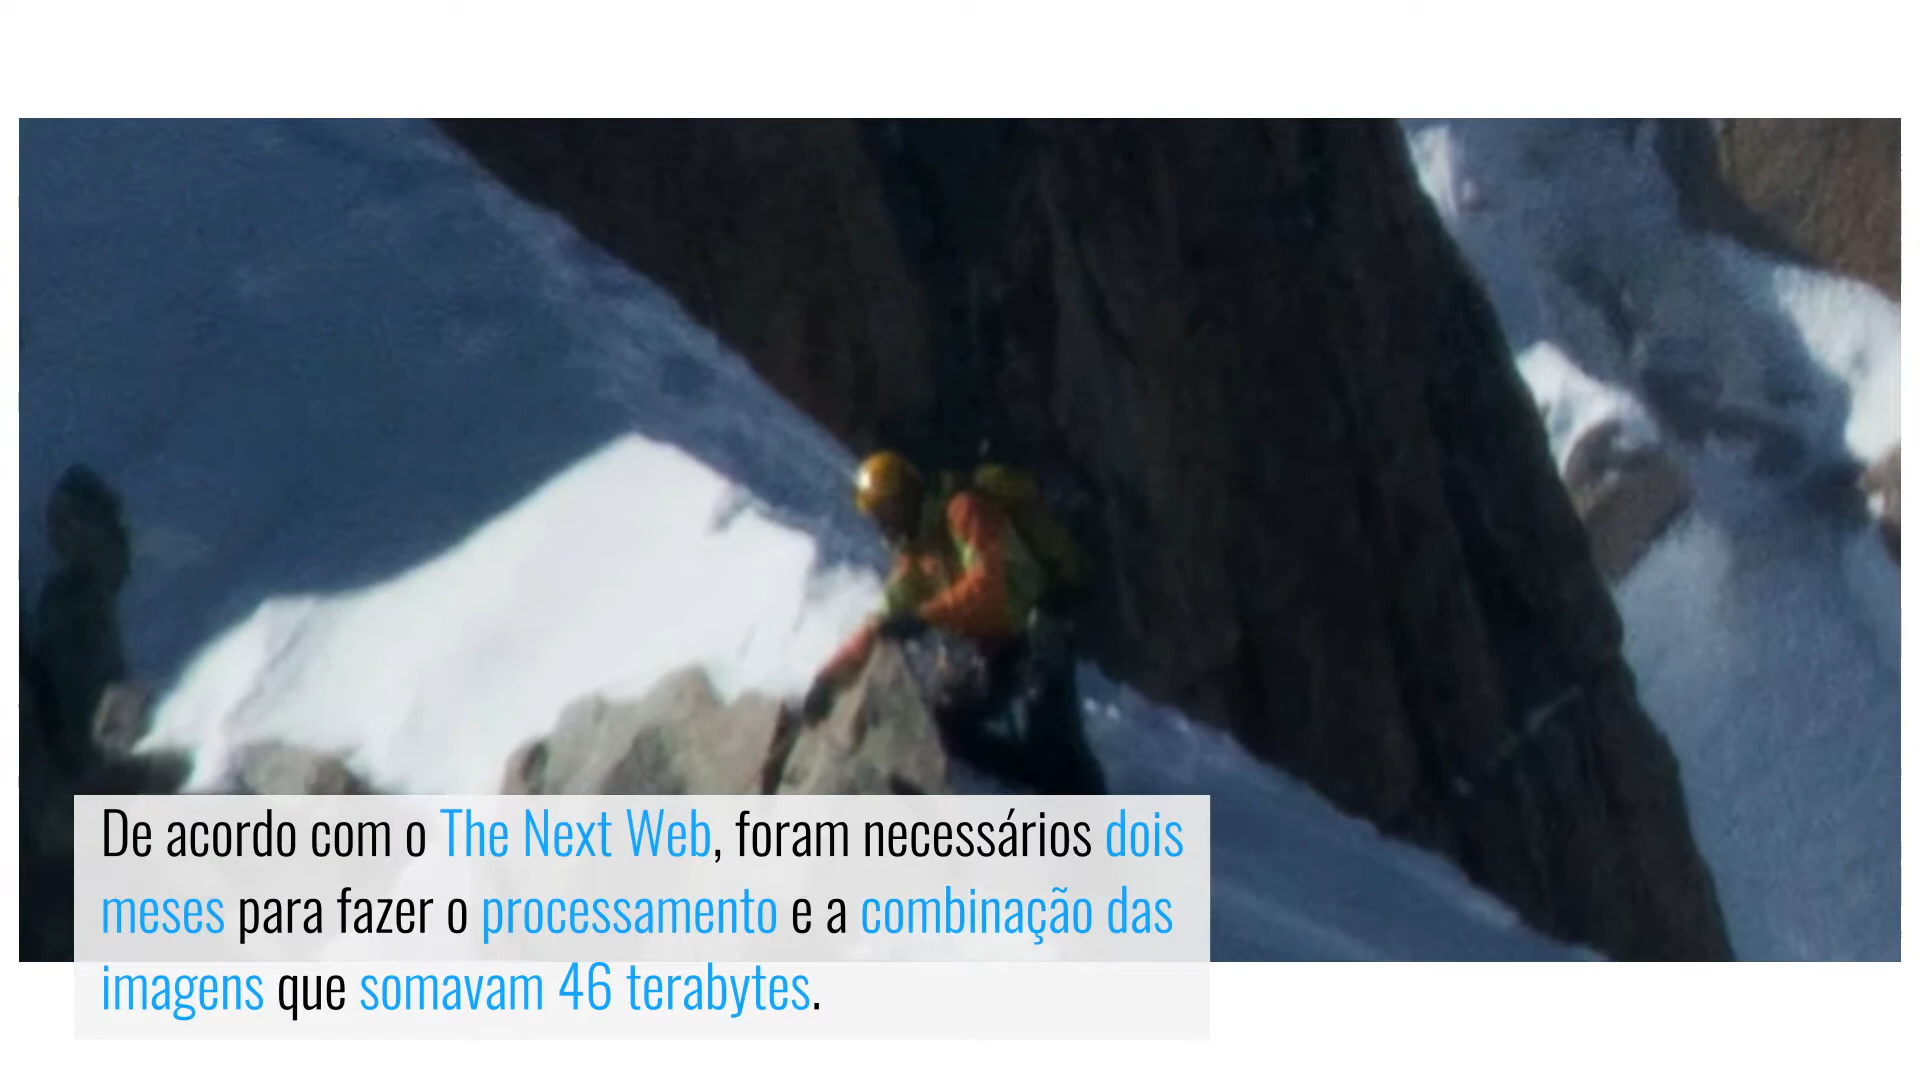 De acordo com o The Next Web, foram necessários dois
meses para fazer o processamento e a combinação das
imagens que somavam 46 terabytes.